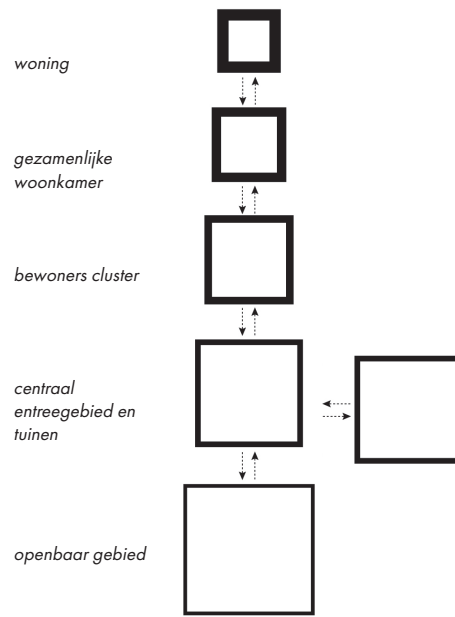 woning
gezamenlijke
woonkamer
bewoners cluster
centraal
entreegebied en
tuinen
openbaar gebied